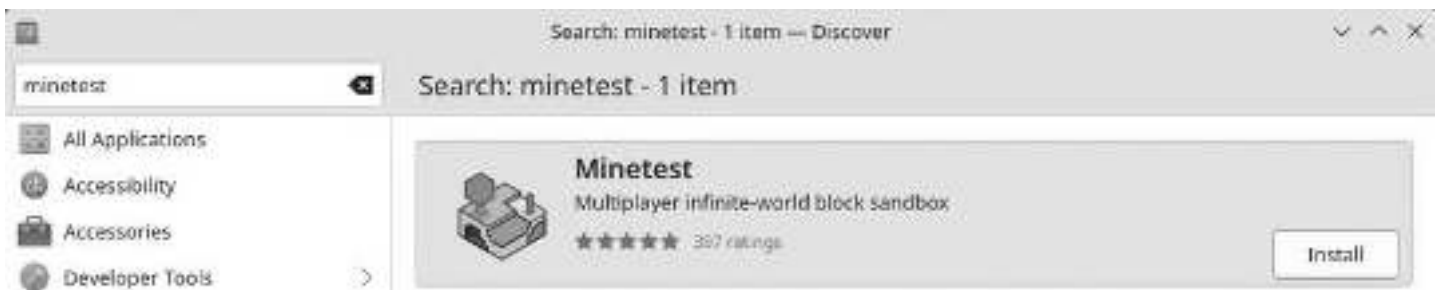 Search: minetest - 1 item — Discover
minetest
Search: minetest - 1 item
All Applications
Accessibility
Accessories
Developer Tools
Minetest
Multiplayer infinite-world block sandbox
ratings
Install